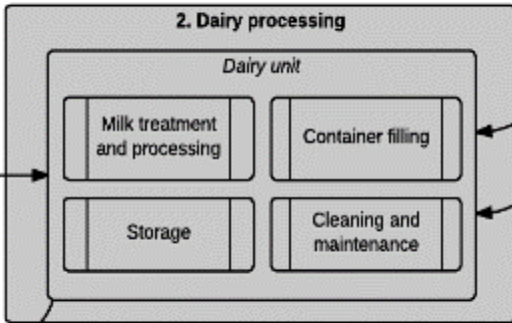 2. Dairy processing
Dairy unit
Milk treatment
and processing
Container filling
Storage
Cleaning and
maintenance